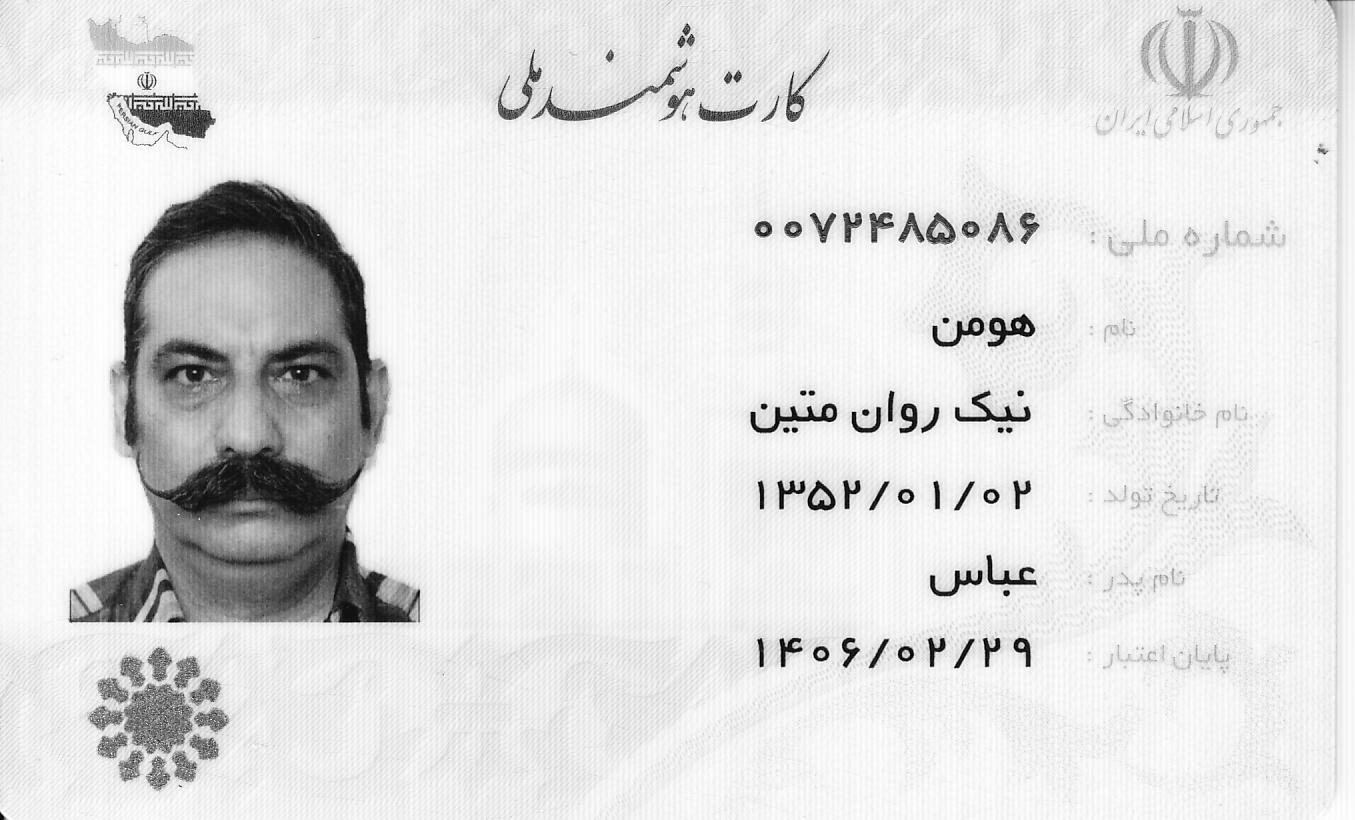 کارت هوشمند ملی
جمهوری اسلامی ایران
PERSIAN GULF
شماره ملی : ۰۰۷۲۴۸۵۰۸۶
نام : هومن
نام خانوادگی : نیک روان متین
تاریخ تولد : ۱۳۵۲/۰۱/۰۲
نام پدر : عباس
پایان اعتبار : ۱۴۰۶/۰۲/۲۹